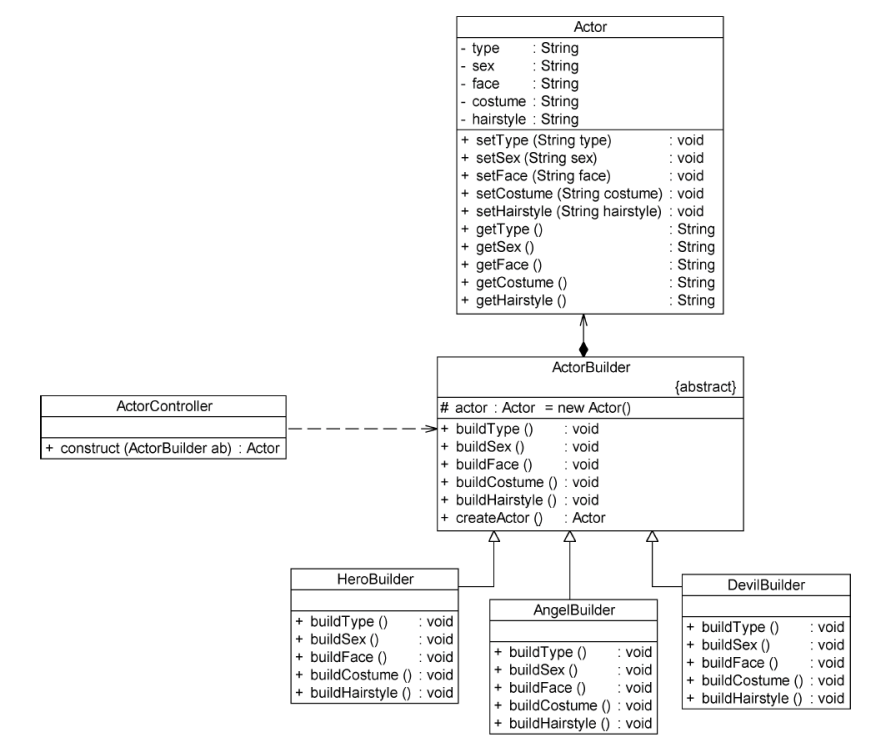 Actor
- type : String
- sex : String
- face : String
- costume : String
- hairstyle : String
+ setType (String type) : void
+ setSex (String sex) : void
+ setFace (String face) : void
+ setCostume (String costume) : void
+ setHairstyle (String hairstyle) : void
+ getType () : String
+ getSex () : String
+ getFace () : String
+ getCostume () : String
+ getHairstyle () : String
ActorBuilder
{abstract}
# actor : Actor = new Actor()
+ buildType () : void
+ buildSex () : void
+ buildFace () : void
+ buildCostume () : void
+ buildHairstyle () : void
+ createActor () : Actor
ActorController
+ construct (ActorBuilder ab) : Actor
HeroBuilder
+ buildType () : void
+ buildSex () : void
+ buildFace () : void
+ buildCostume () : void
+ buildHairstyle () : void
AngelBuilder
+ buildType () : void
+ buildSex () : void
+ buildFace () : void
+ buildCostume () : void
+ buildHairstyle () : void
DevilBuilder
+ buildType () : void
+ buildSex () : void
+ buildFace () : void
+ buildCostume () : void
+ buildHairstyle () : void